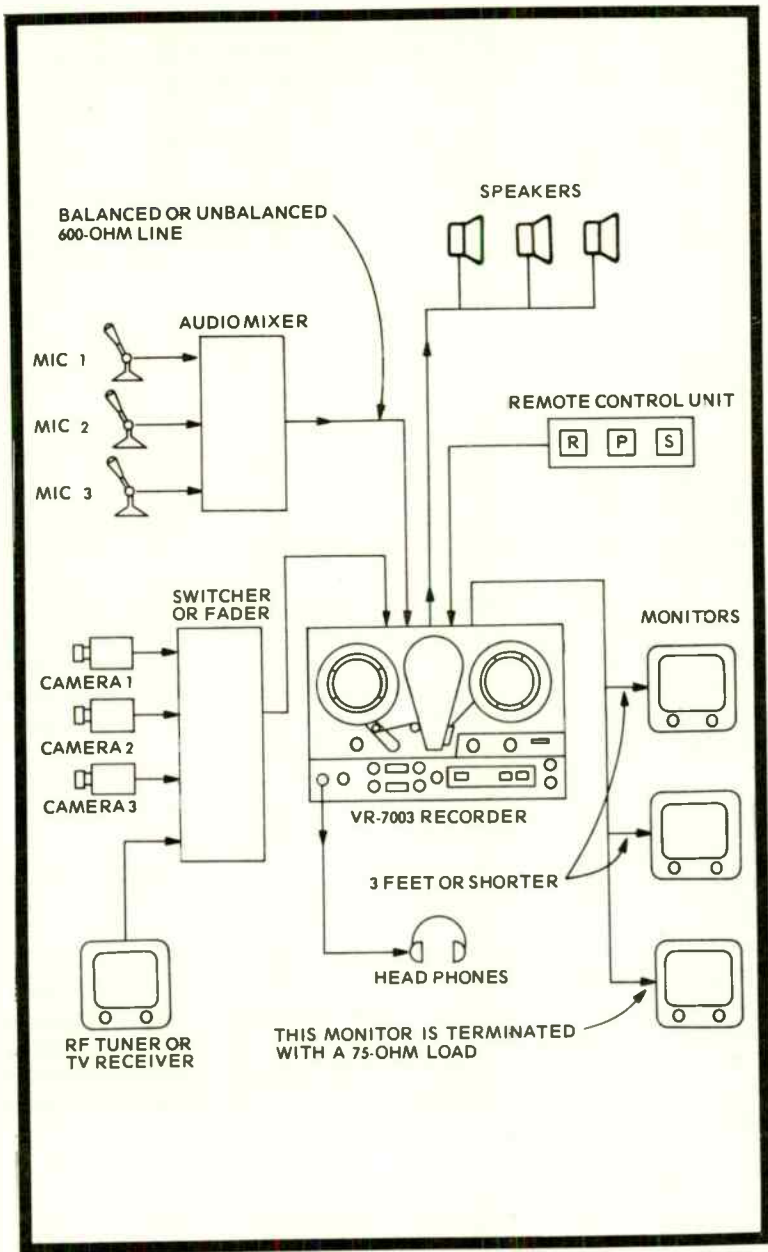 SPEAKERS
BALANCED OR UNBALANCED
600-OHM LINE
AUDIO MIXER
MIC 1
MIC 2
MIC 3
REMOTE CONTROL UNIT
R P S
SWITCHER
OR FADER
MONITORS
CAMERA 1
CAMERA 2
CAMERA 3
VR-7003 RECORDER
3 FEET OR SHORTER
HEAD PHONES
RF TUNER OR
TV RECEIVER
THIS MONITOR IS TERMINATED
WITH A 75-OHM LOAD